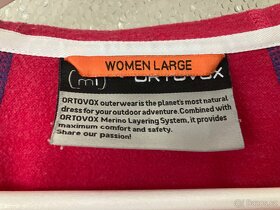 WOMEN LARGE
(mi) ORTOVOX
ORTOVOX outerwear is the planet's most natural
dress for your outdoor adventure. Combined with
ORTOVOX Merino Layering System, it provides
maximum comfort and safety.
Share our passion!